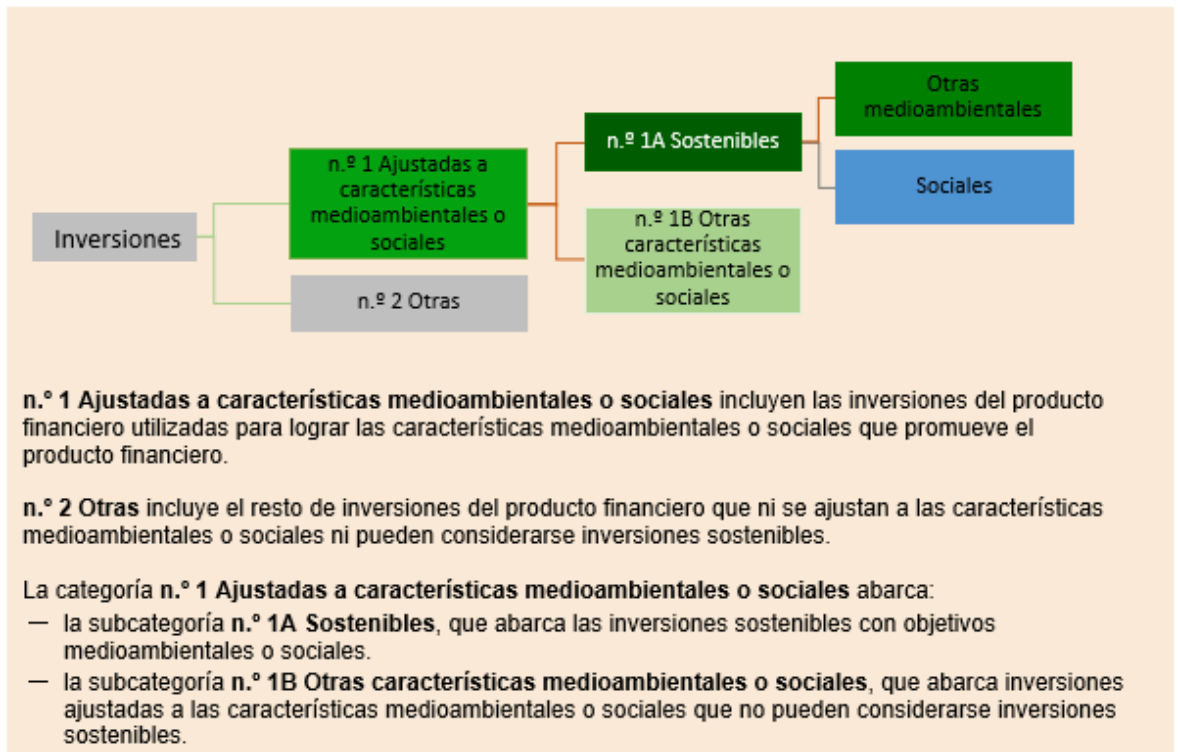 Otras
medioambientales
n.º 1A Sostenibles
n.º 1 Ajustadas a
características
medioambientales o
sociales
Sociales
Inversiones
n.º 1B Otras
características
medioambientales o
sociales
n.º 2 Otras
n.º 1 Ajustadas a características medioambientales o sociales incluyen las inversiones del producto
financiero utilizadas para lograr las características medioambientales o sociales que promueve el
producto financiero.
n.º 2 Otras incluye el resto de inversiones del producto financiero que ni se ajustan a las características
medioambientales o sociales ni pueden considerarse inversiones sostenibles.
La categoría n.º 1 Ajustadas a características medioambientales o sociales abarca:
— la subcategoría n.º 1A Sostenibles, que abarca las inversiones sostenibles con objetivos
medioambientales o sociales.
— la subcategoría n.º 1B Otras características medioambientales o sociales, que abarca inversiones
ajustadas a las características medioambientales o sociales que no pueden considerarse inversiones
sostenibles.